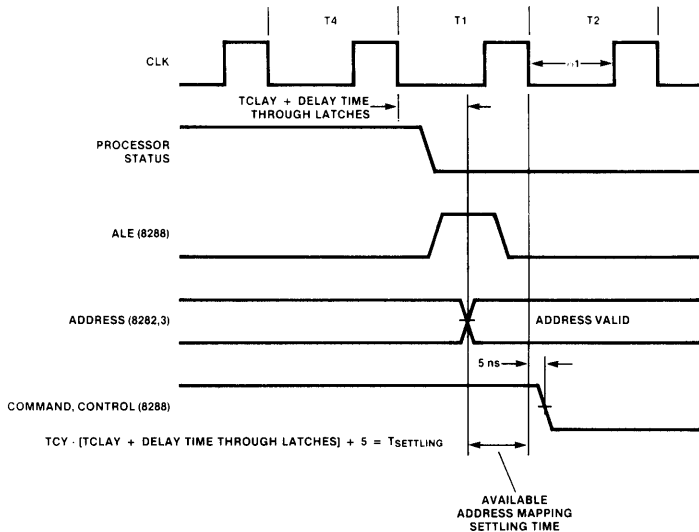 T4 T1 T2
CLK
TCLAY + DELAY TIME
THROUGH LATCHES
PROCESSOR
STATUS
ALE (8288)
ADDRESS (8282,3)
ADDRESS VALID
5 ns
COMMAND, CONTROL (8288)
TCY · [TCLAY + DELAY TIME THROUGH LATCHES] + 5 = TSETTLING
AVAILABLE
ADDRESS MAPPING
SETTLING TIME